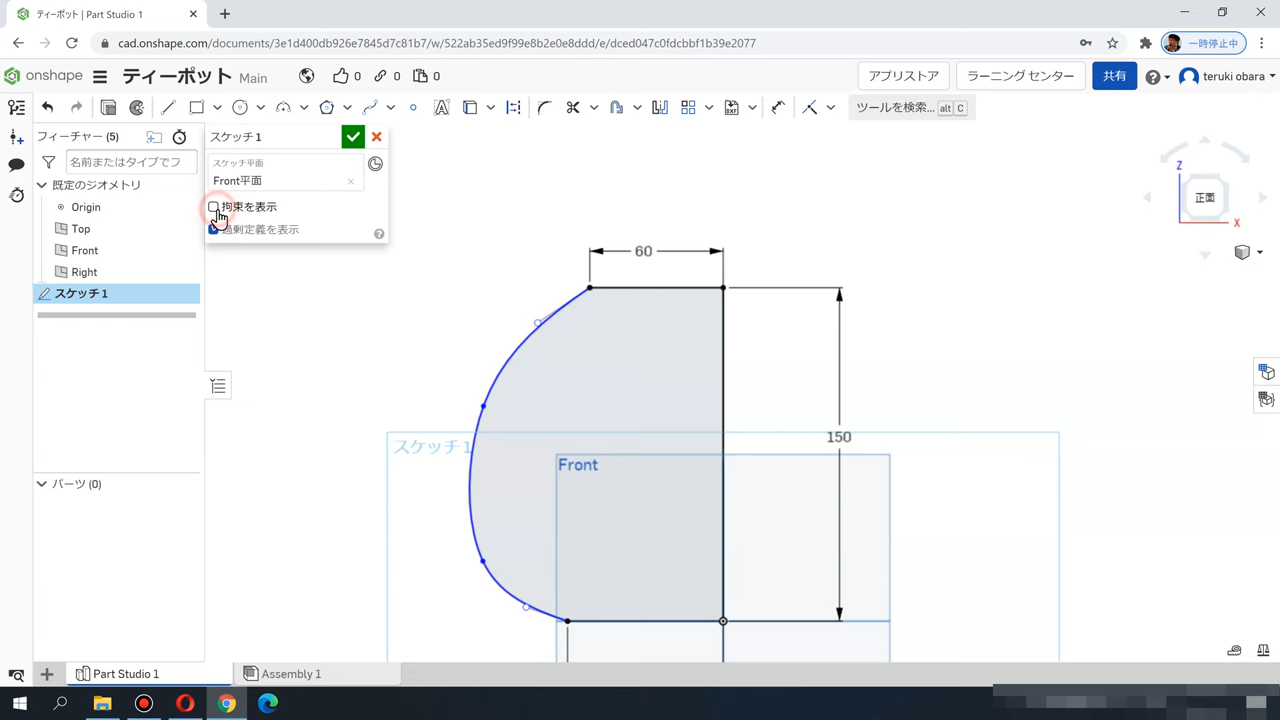 ティーポット | Part Studio 1
cad.onshape.com/documents/3e1d400db926e7845d7c81b7/w/522b35ed909e9e8b2e0e8ddd/e/dced047c0fdcbbf1b39e2077
一時停止中
onshape
ティーポット Main
0
0
0
アプリストア
ラーニング センター
共有
teruki obara
ツールを検索... alt C
フィーチャー (5)
名前またはタイプでフ
既定のジオメトリ
Origin
Top
Front
Right
スケッチ 1
パーツ (0)
スケッチ 1
スケッチ平面
Front平面
拘束を表示
過剰定義を表示
60
150
スケッチ 1
Front
Z
正面
X
Part Studio 1
Assembly 1